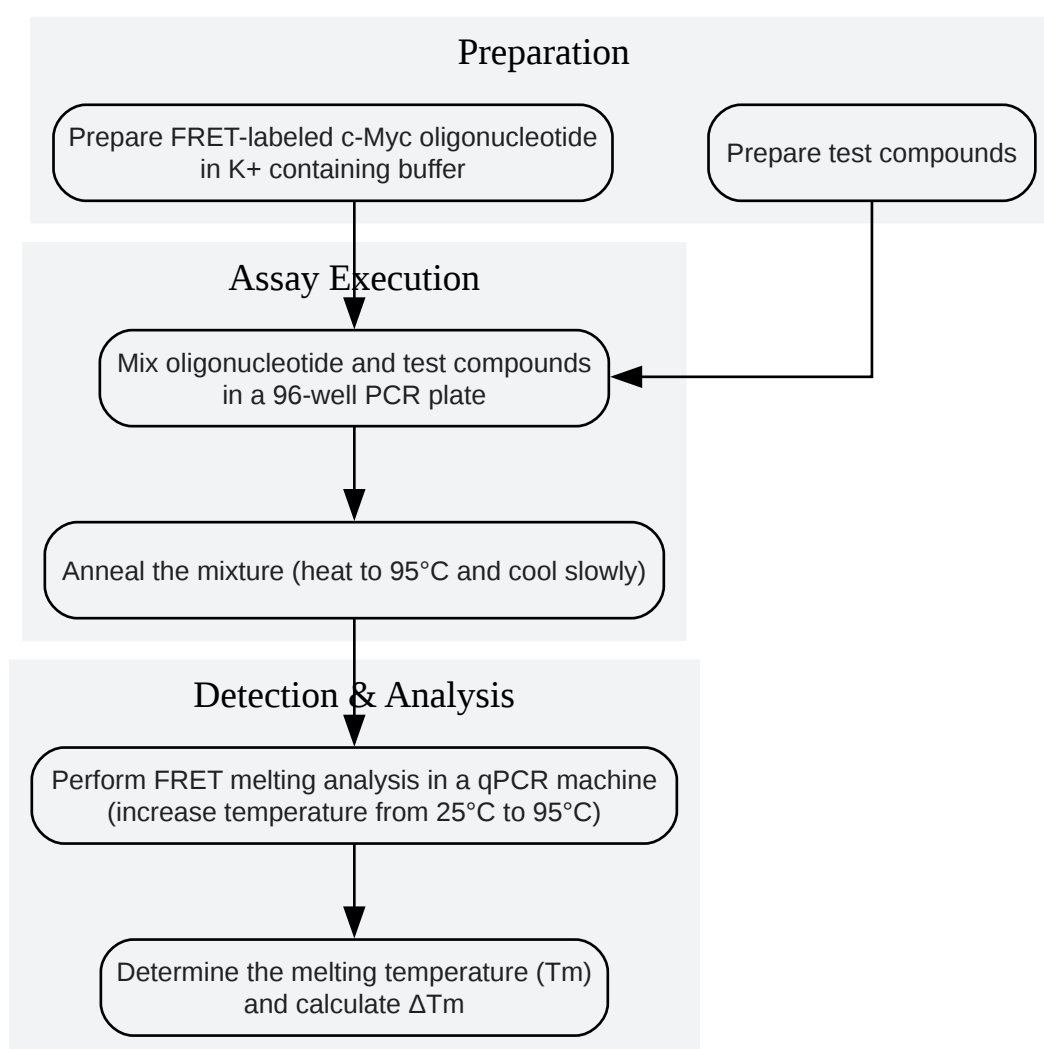 Preparation
Prepare FRET-labeled c-Myc oligonucleotide
in K+ containing buffer
Prepare test compounds
Assay Execution
Mix oligonucleotide and test compounds
in a 96-well PCR plate
Anneal the mixture (heat to 95°C and cool slowly)
Detection & Analysis
Perform FRET melting analysis in a qPCR machine
(increase temperature from 25°C to 95°C)
Determine the melting temperature (Tm)
and calculate ΔTm